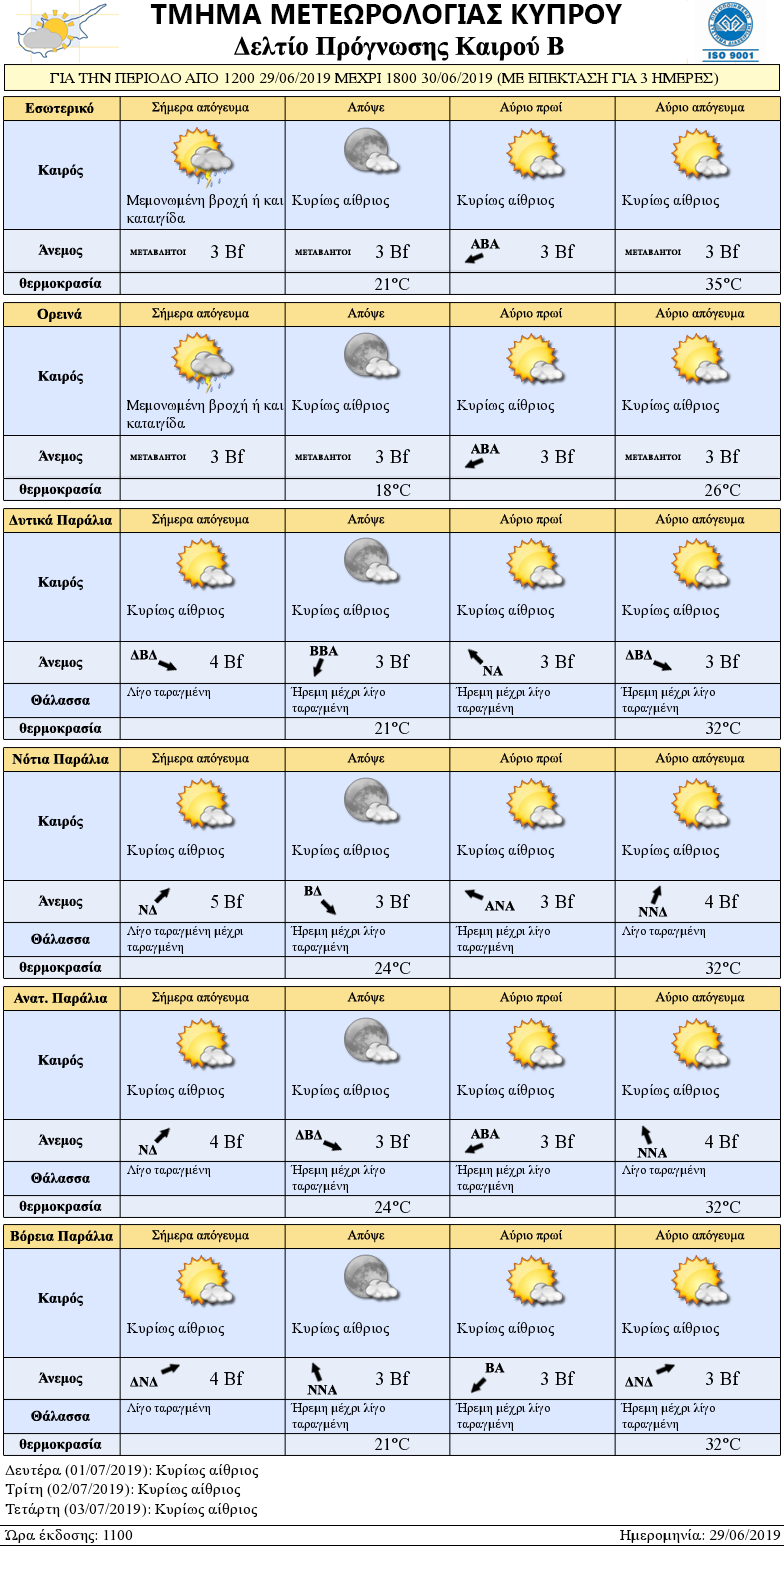 ΤΜΗΜΑ ΜΕΤΕΩΡΟΛΟΓΙΑΣ ΚΥΠΡΟΥ
Δελτίο Πρόγνωσης Καιρού Β
ISO 9001
ΓΙΑ ΤΗΝ ΠΕΡΙΟΔΟ ΑΠΟ 1200 29/06/2019 ΜΕΧΡΙ 1800 30/06/2019 (ΜΕ ΕΠΕΚΤΑΣΗ ΓΙΑ 3 ΗΜΕΡΕΣ)
Εσωτερικό Σήμερα απόγευμα Απόψε Αύριο πρωί Αύριο απόγευμα
Καιρός
Μεμονωμένη βροχή ή και Κυρίως αίθριος Κυρίως αίθριος Κυρίως αίθριος
καταιγίδα
Άνεμος ΜΕΤΑΒΛΗΤΟΙ 3 Bf ΜΕΤΑΒΛΗΤΟΙ 3 Bf ΑΒΑ 3 Bf ΜΕΤΑΒΛΗΤΟΙ 3 Bf
θερμοκρασία 21°C 35°C
Ορεινά Σήμερα απόγευμα Απόψε Αύριο πρωί Αύριο απόγευμα
Καιρός
Μεμονωμένη βροχή ή και Κυρίως αίθριος Κυρίως αίθριος Κυρίως αίθριος
καταιγίδα
Άνεμος ΜΕΤΑΒΛΗΤΟΙ 3 Bf ΜΕΤΑΒΛΗΤΟΙ 3 Bf ΑΒΑ 3 Bf ΜΕΤΑΒΛΗΤΟΙ 3 Bf
θερμοκρασία 18°C 26°C
Δυτικά Παράλια Σήμερα απόγευμα Απόψε Αύριο πρωί Αύριο απόγευμα
Καιρός
Κυρίως αίθριος Κυρίως αίθριος Κυρίως αίθριος Κυρίως αίθριος
Άνεμος ΔΒΔ 4 Bf ΒΒΑ 3 Bf ΝΑ 3 Bf ΔΒΔ 3 Bf
Θάλασσα Λίγο ταραγμένη Ήρεμη μέχρι λίγο Ήρεμη μέχρι λίγο Ήρεμη μέχρι λίγο
ταραγμένη ταραγμένη ταραγμένη
θερμοκρασία 21°C 32°C
Νότια Παράλια Σήμερα απόγευμα Απόψε Αύριο πρωί Αύριο απόγευμα
Καιρός
Κυρίως αίθριος Κυρίως αίθριος Κυρίως αίθριος Κυρίως αίθριος
Άνεμος ΝΔ 5 Bf ΒΔ 3 Bf ΑΝΑ 3 Bf ΝΝΔ 4 Bf
Θάλασσα Λίγο ταραγμένη μέχρι Ήρεμη μέχρι λίγο Ήρεμη μέχρι λίγο Λίγο ταραγμένη
ταραγμένη ταραγμένη ταραγμένη
θερμοκρασία 24°C 32°C
Ανατ. Παράλια Σήμερα απόγευμα Απόψε Αύριο πρωί Αύριο απόγευμα
Καιρός
Κυρίως αίθριος Κυρίως αίθριος Κυρίως αίθριος Κυρίως αίθριος
Άνεμος ΝΔ 4 Bf ΔΒΔ 3 Bf ΑΒΑ 3 Bf ΝΝΑ 4 Bf
Θάλασσα Λίγο ταραγμένη Ήρεμη μέχρι λίγο Ήρεμη μέχρι λίγο Λίγο ταραγμένη
ταραγμένη ταραγμένη
θερμοκρασία 24°C 32°C
Βόρεια Παράλια Σήμερα απόγευμα Απόψε Αύριο πρωί Αύριο απόγευμα
Καιρός
Κυρίως αίθριος Κυρίως αίθριος Κυρίως αίθριος Κυρίως αίθριος
Άνεμος ΔΝΔ 4 Bf ΝΝΑ 3 Bf ΒΑ 3 Bf ΔΝΔ 3 Bf
Θάλασσα Λίγο ταραγμένη Ήρεμη μέχρι λίγο Ήρεμη μέχρι λίγο Ήρεμη μέχρι λίγο
ταραγμένη ταραγμένη ταραγμένη
θερμοκρασία 21°C 32°C
Δευτέρα (01/07/2019): Κυρίως αίθριος
Τρίτη (02/07/2019): Κυρίως αίθριος
Τετάρτη (03/07/2019): Κυρίως αίθριος
Ώρα έκδοσης: 1100 Ημερομηνία: 29/06/2019